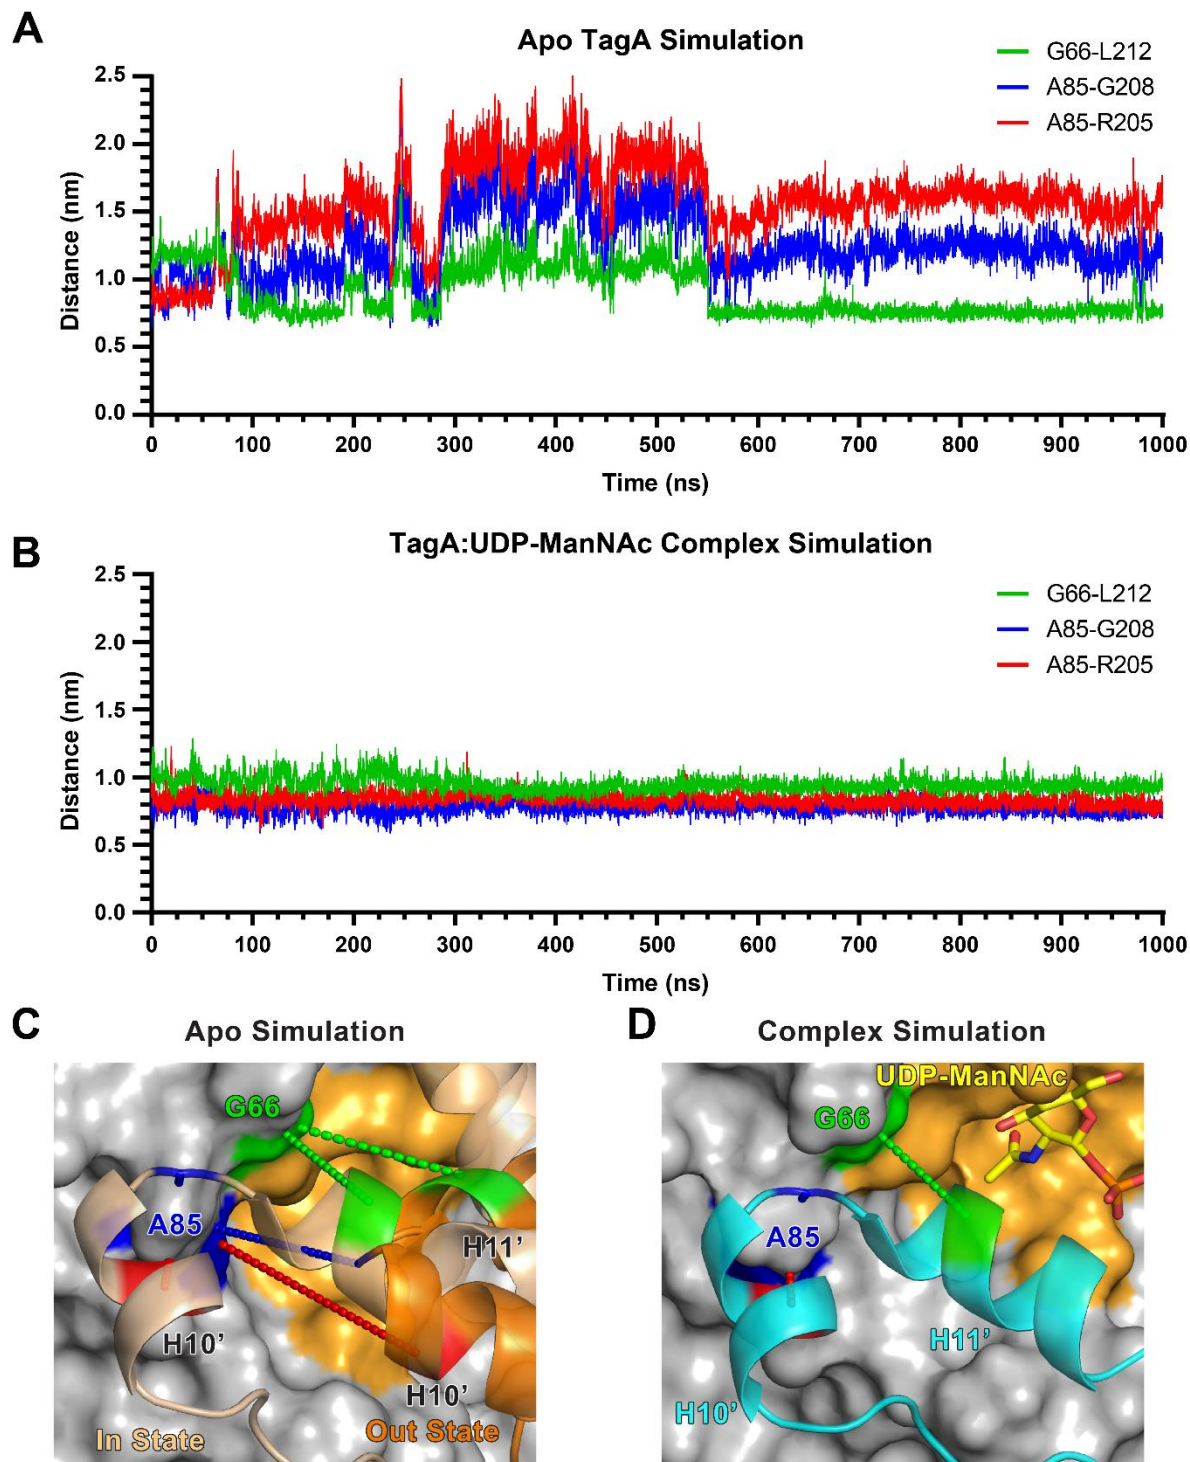 A
Apo TagA Simulation
G66-L212
A85-G208
A85-R205
2.5
2.0
1.5
1.0
0.5
0.0
Distance (nm)
0 100 200 300 400 500 600 700 800 900 1000
Time (ns)
B
TagA:UDP-ManNAc Complex Simulation
G66-L212
A85-G208
A85-R205
2.5
2.0
1.5
1.0
0.5
0.0
Distance (nm)
0 100 200 300 400 500 600 700 800 900 1000
Time (ns)
C
Apo Simulation
G66
A85
H11’
H10’
H10’
In State
Out State
D
Complex Simulation
UDP-ManNAc
G66
A85
H11’
H10’